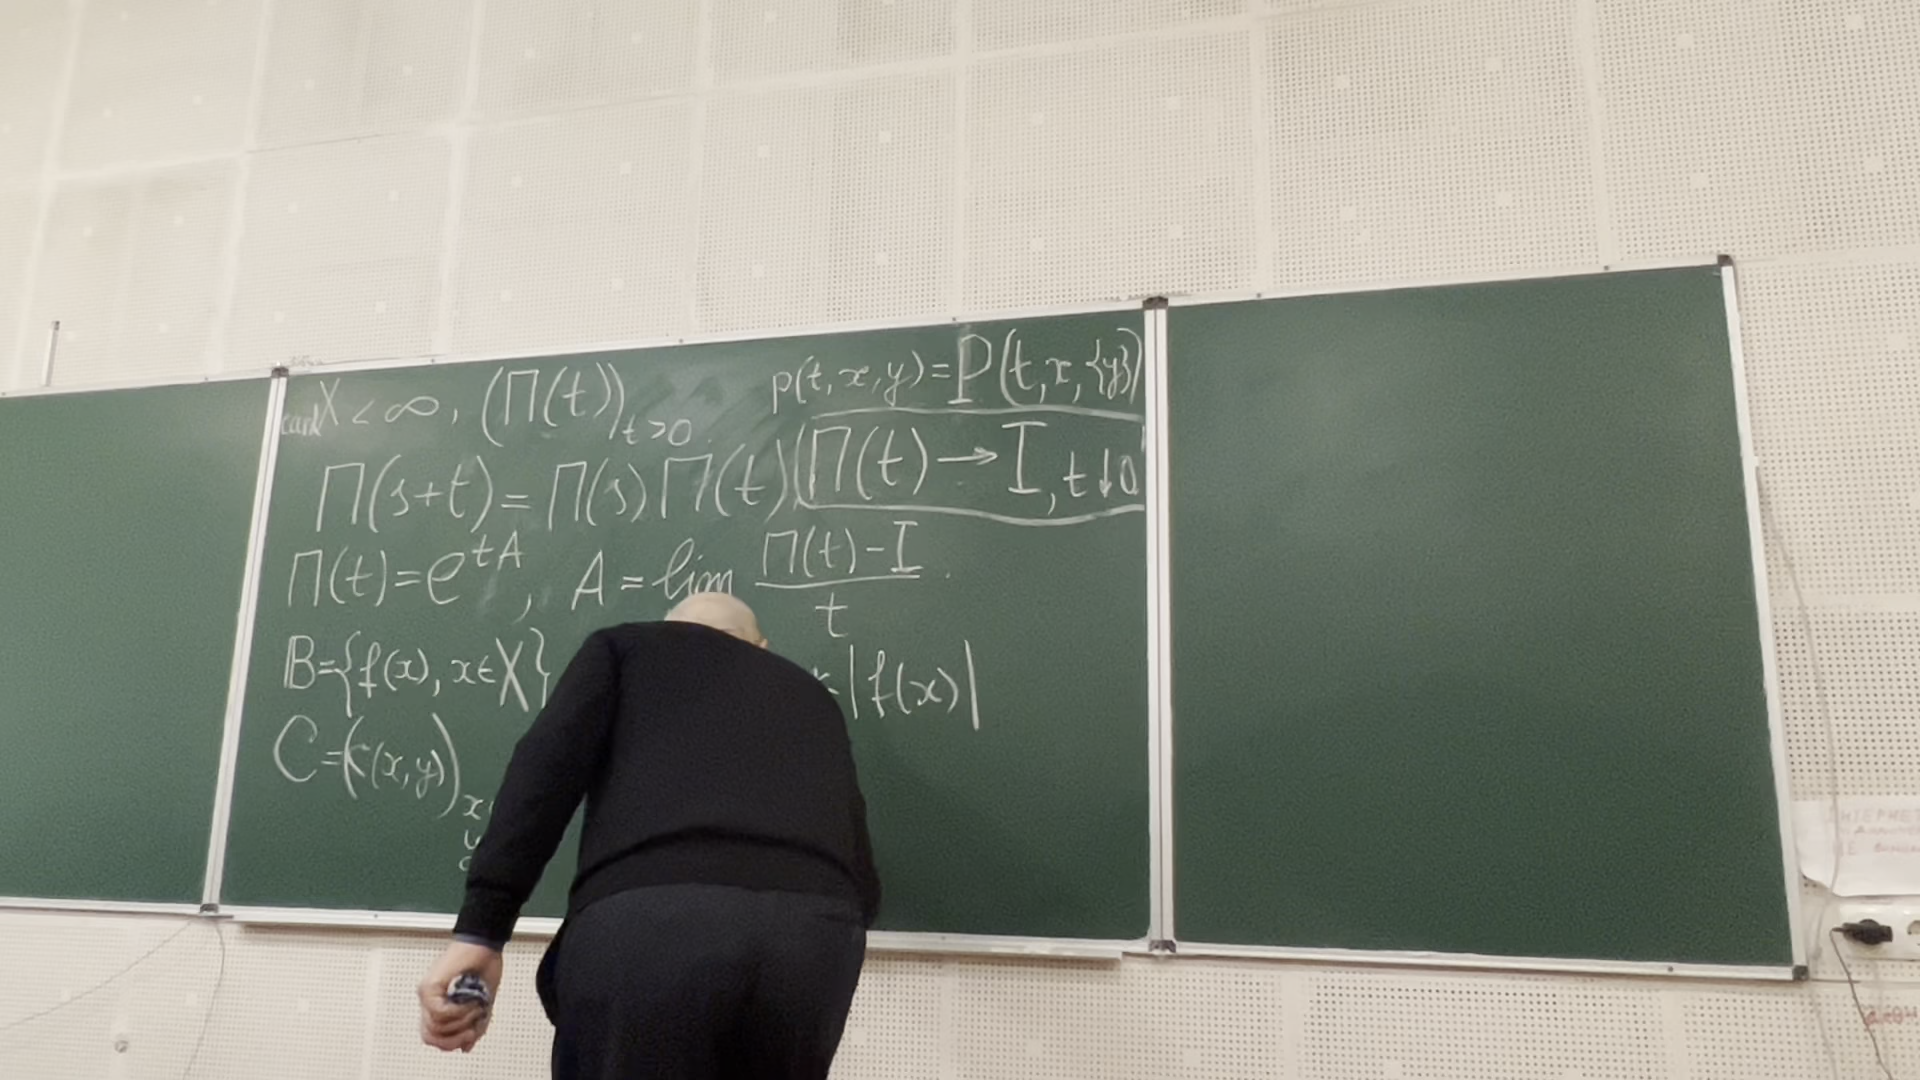 card X < ∞, (Π(t))_{t>0}
p(t, x, y) = P(t, x, {y})
Π(s+t) = Π(s) Π(t)
Π(t) → I, t↓0
Π(t) = e^{tA}, A = lim (Π(t) - I)/t.
B = {f(x), x∈X}
|f(x)|
C = (c(x, y))